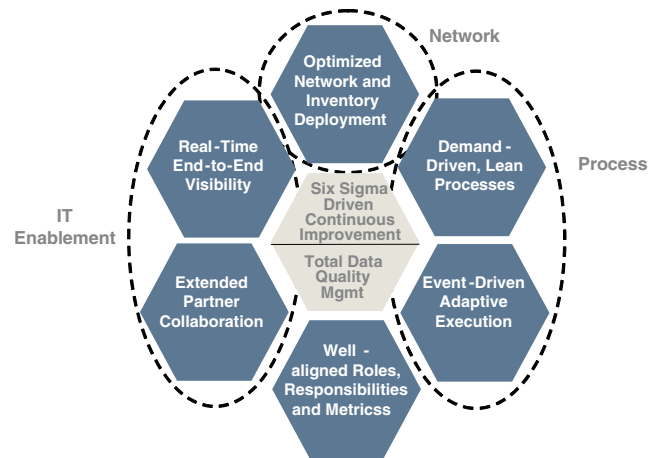 Network
Optimized
Network and
Inventory
Deployment
Real-Time
End-to-End
Visibility
Demand -
Driven, Lean
Processes
Process
Six Sigma
Driven
Continuous
Improvement
IT
Enablement
Total Data
Quality
Mgmt
Extended
Partner
Collaboration
Event-Driven
Adaptive
Execution
Well -
aligned Roles,
Responsibilities
and Metricss